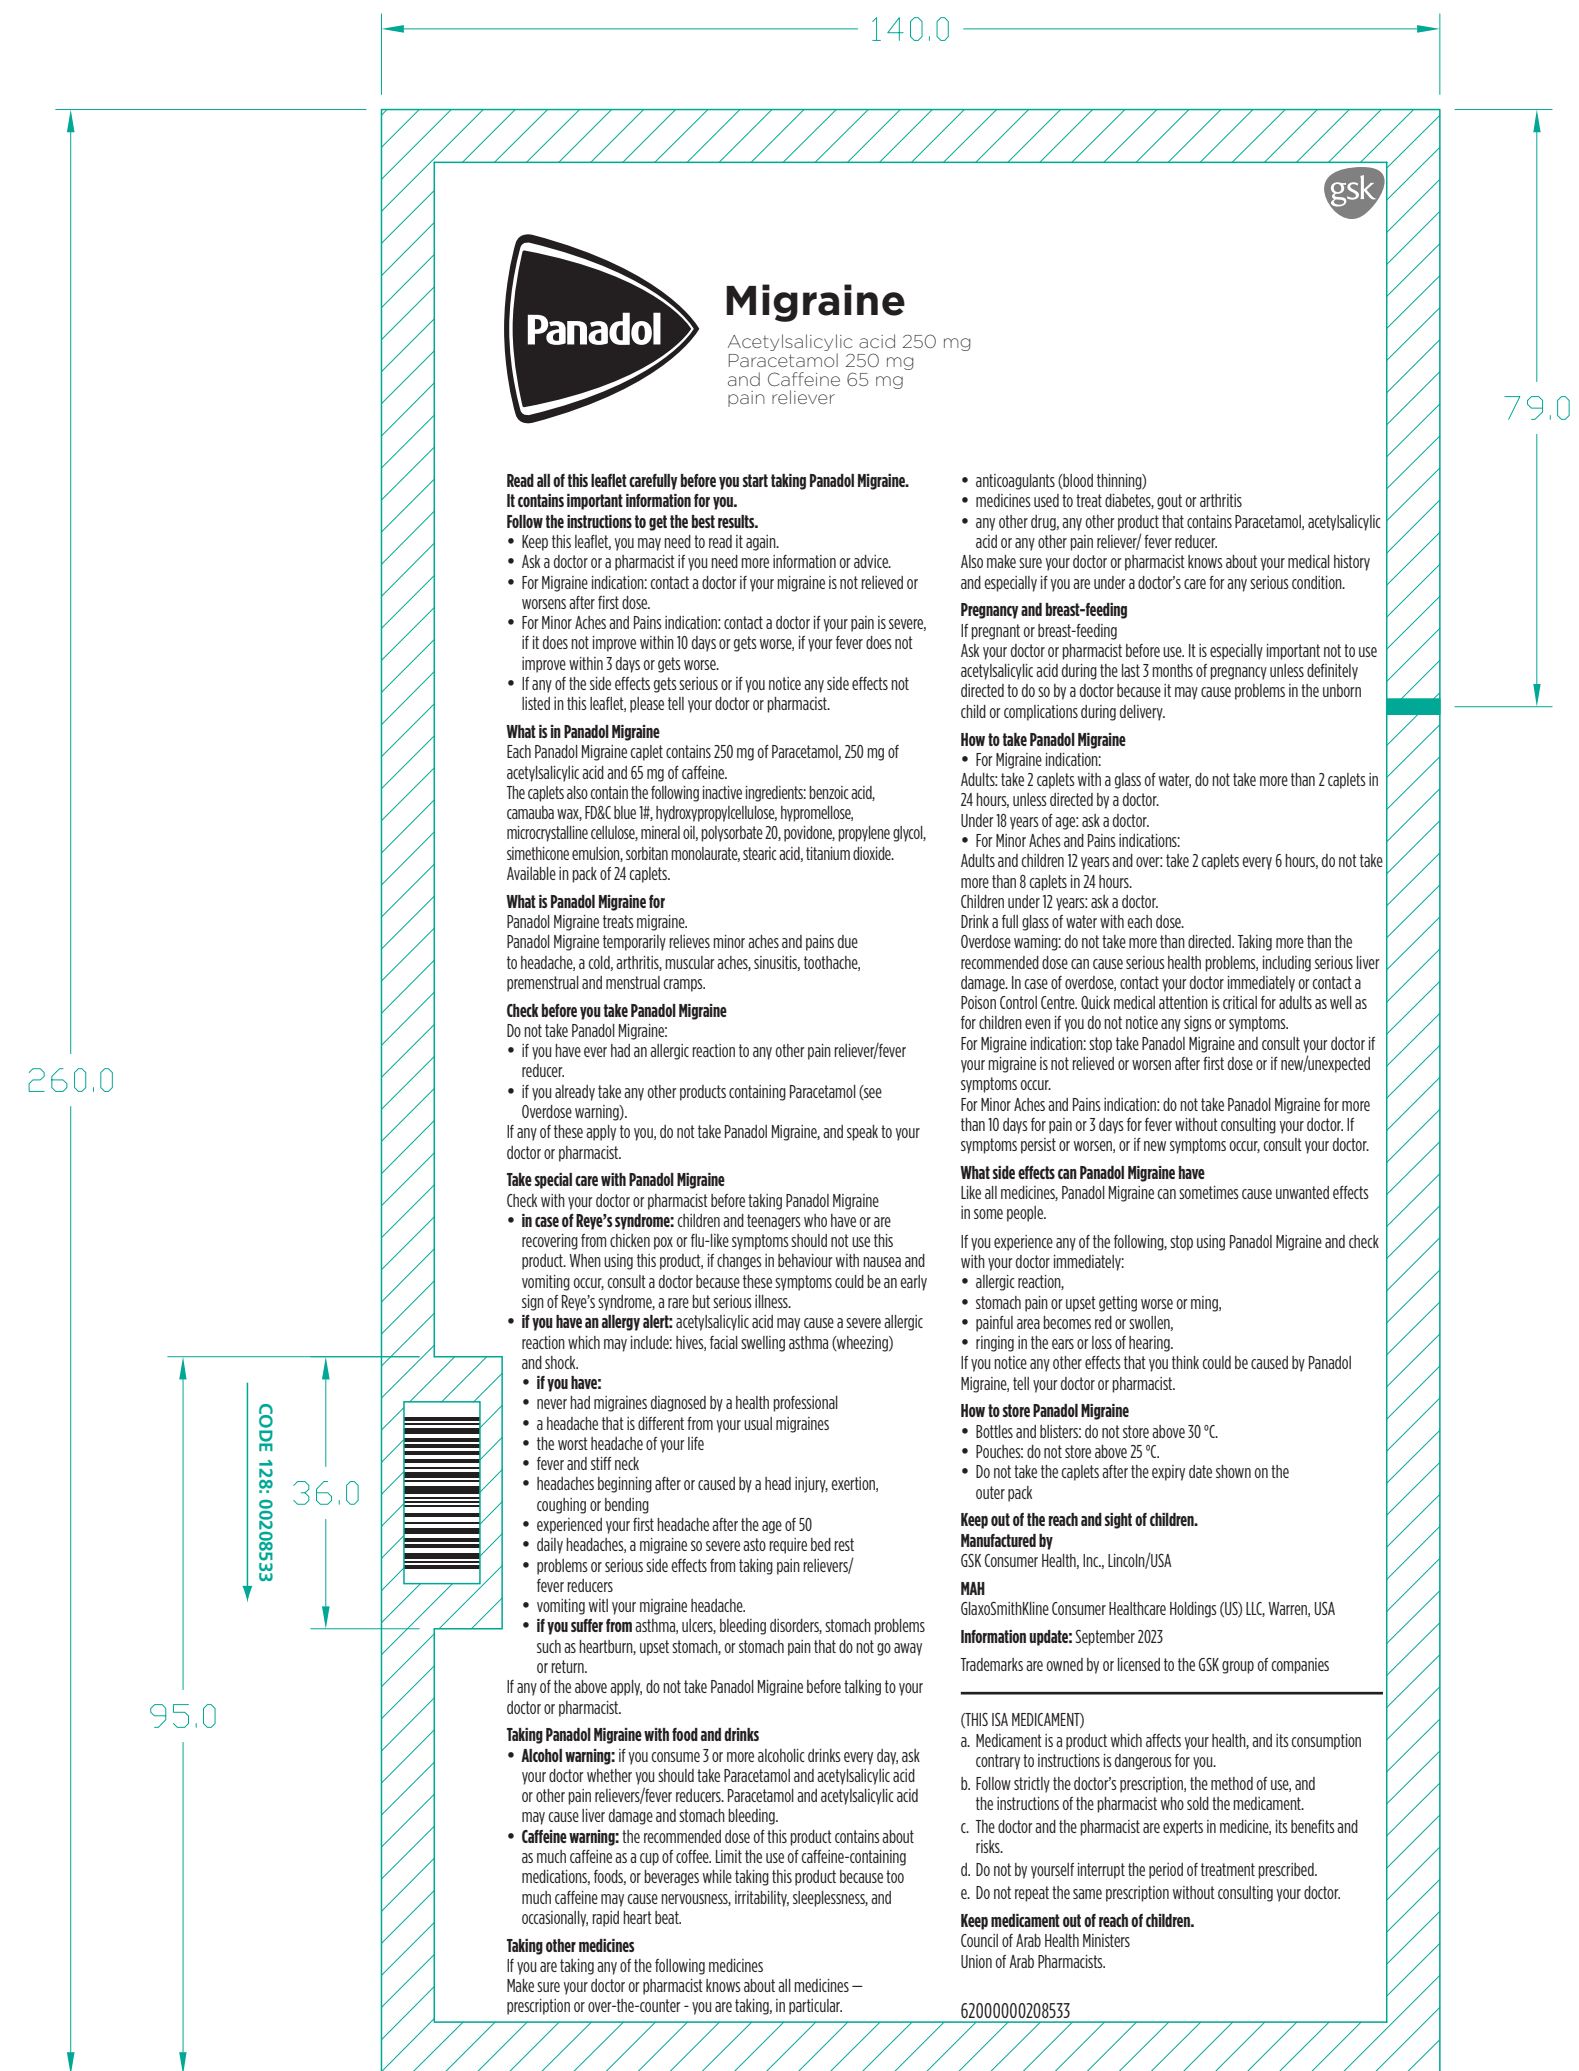 140.0
gsk
Panadol
Migraine
Acetylsalicylic acid 250 mg
Paracetamol 250 mg
and Caffeine 65 mg
pain reliever
79.0
260.0
95.0
36.0
CODE 128: 00208533
Read all of this leaflet carefully before you start taking Panadol Migraine.
It contains important information for you.
Follow the instructions to get the best results.
• Keep this leaflet, you may need to read it again.
• Ask a doctor or a pharmacist if you need more information or advice.
• For Migraine indication: contact a doctor if your migraine is not relieved or
worsens after first dose.
• For Minor Aches and Pains indication: contact a doctor if your pain is severe,
if it does not improve within 10 days or gets worse, if your fever does not
improve within 3 days or gets worse.
• If any of the side effects gets serious or if you notice any side effects not
listed in this leaflet, please tell your doctor or pharmacist.
What is in Panadol Migraine
Each Panadol Migraine caplet contains 250 mg of Paracetamol, 250 mg of
acetylsalicylic acid and 65 mg of caffeine.
The caplets also contain the following inactive ingredients: benzoic acid,
camauba wax, FD&C blue 1#, hydroxypropylcellulose, hypromellose,
microcrystalline cellulose, mineral oil, polysorbate 20, povidone, propylene glycol,
simethicone emulsion, sorbitan monolaurate, stearic acid, titanium dioxide.
Available in pack of 24 caplets.
What is Panadol Migraine for
Panadol Migraine treats migraine.
Panadol Migraine temporarily relieves minor aches and pains due
to headache, a cold, arthritis, muscular aches, sinusitis, toothache,
premenstrual and menstrual cramps.
Check before you take Panadol Migraine
Do not take Panadol Migraine:
• if you have ever had an allergic reaction to any other pain reliever/fever
reducer.
• if you already take any other products containing Paracetamol (see
Overdose warning).
If any of these apply to you, do not take Panadol Migraine, and speak to your
doctor or pharmacist.
Take special care with Panadol Migraine
Check with your doctor or pharmacist before taking Panadol Migraine
• in case of Reye's syndrome: children and teenagers who have or are
recovering from chicken pox or flu-like symptoms should not use this
product. When using this product, if changes in behaviour with nausea and
vomiting occur, consult a doctor because these symptoms could be an early
sign of Reye's syndrome, a rare but serious illness.
• if you have an allergy alert: acetylsalicylic acid may cause a severe allergic
reaction which may include: hives, facial swelling asthma (wheezing)
and shock.
• if you have:
• never had migraines diagnosed by a health professional
• a headache that is different from your usual migraines
• the worst headache of your life
• fever and stiff neck
• headaches beginning after or caused by a head injury, exertion,
coughing or bending
• experienced your first headache after the age of 50
• daily headaches, a migraine so severe asto require bed rest
• problems or serious side effects from taking pain relievers/
fever reducers
• vomiting witl your migraine headache.
• if you suffer from asthma, ulcers, bleeding disorders, stomach problems
such as heartburn, upset stomach, or stomach pain that do not go away
or return.
If any of the above apply, do not take Panadol Migraine before talking to your
doctor or pharmacist.
Taking Panadol Migraine with food and drinks
• Alcohol warning: if you consume 3 or more alcoholic drinks every day, ask
your doctor whether you should take Paracetamol and acetylsalicylic acid
or other pain relievers/fever reducers. Paracetamol and acetylsalicylic acid
may cause liver damage and stomach bleeding.
• Caffeine warning: the recommended dose of this product contains about
as much caffeine as a cup of coffee. Limit the use of caffeine-containing
medications, foods, or beverages while taking this product because too
much caffeine may cause nervousness, irritability, sleeplessness, and
occasionally, rapid heart beat.
Taking other medicines
If you are taking any of the following medicines
Make sure your doctor or pharmacist knows about all medicines —
prescription or over-the-counter - you are taking, in particular.
• anticoagulants (blood thinning)
• medicines used to treat diabetes, gout or arthritis
• any other drug, any other product that contains Paracetamol, acetylsalicylic
acid or any other pain reliever/ fever reducer.
Also make sure your doctor or pharmacist knows about your medical history
and especially if you are under a doctor's care for any serious condition.
Pregnancy and breast-feeding
If pregnant or breast-feeding
Ask your doctor or pharmacist before use. It is especially important not to use
acetylsalicylic acid during the last 3 months of pregnancy unless definitely
directed to do so by a doctor because it may cause problems in the unborn
child or complications during delivery.
How to take Panadol Migraine
• For Migraine indication:
Adults: take 2 caplets with a glass of water, do not take more than 2 caplets in
24 hours, unless directed by a doctor.
Under 18 years of age: ask a doctor.
• For Minor Aches and Pains indications:
Adults and children 12 years and over: take 2 caplets every 6 hours, do not take
more than 8 caplets in 24 hours.
Children under 12 years: ask a doctor.
Drink a full glass of water with each dose.
Overdose waming: do not take more than directed. Taking more than the
recommended dose can cause serious health problems, including serious liver
damage. In case of overdose, contact your doctor immediately or contact a
Poison Control Centre. Quick medical attention is critical for adults as well as
for children even if you do not notice any signs or symptoms.
For Migraine indication: stop take Panadol Migraine and consult your doctor if
your migraine is not relieved or worsen after first dose or if new/unexpected
symptoms occur.
For Minor Aches and Pains indication: do not take Panadol Migraine for more
than 10 days for pain or 3 days for fever without consulting your doctor. If
symptoms persist or worsen, or if new symptoms occur, consult your doctor.
What side effects can Panadol Migraine have
Like all medicines, Panadol Migraine can sometimes cause unwanted effects
in some people.
If you experience any of the following, stop using Panadol Migraine and check
with your doctor immediately:
• allergic reaction,
• stomach pain or upset getting worse or ming,
• painful area becomes red or swollen,
• ringing in the ears or loss of hearing.
If you notice any other effects that you think could be caused by Panadol
Migraine, tell your doctor or pharmacist.
How to store Panadol Migraine
• Bottles and blisters: do not store above 30 ºC.
• Pouches: do not store above 25 ºC.
• Do not take the caplets after the expiry date shown on the
outer pack
Keep out of the reach and sight of children.
Manufactured by
GSK Consumer Health, Inc., Lincoln/USA
MAH
GlaxoSmithKline Consumer Healthcare Holdings (US) LLC, Warren, USA
Information update: September 2023
Trademarks are owned by or licensed to the GSK group of companies
(THIS ISA MEDICAMENT)
a. Medicament is a product which affects your health, and its consumption
contrary to instructions is dangerous for you.
b. Follow strictly the doctor's prescription, the method of use, and
the instructions of the pharmacist who sold the medicament.
c. The doctor and the pharmacist are experts in medicine, its benefits and
risks.
d. Do not by yourself interrupt the period of treatment prescribed.
e. Do not repeat the same prescription without consulting your doctor.
Keep medicament out of reach of children.
Council of Arab Health Ministers
Union of Arab Pharmacists.
62000000208533